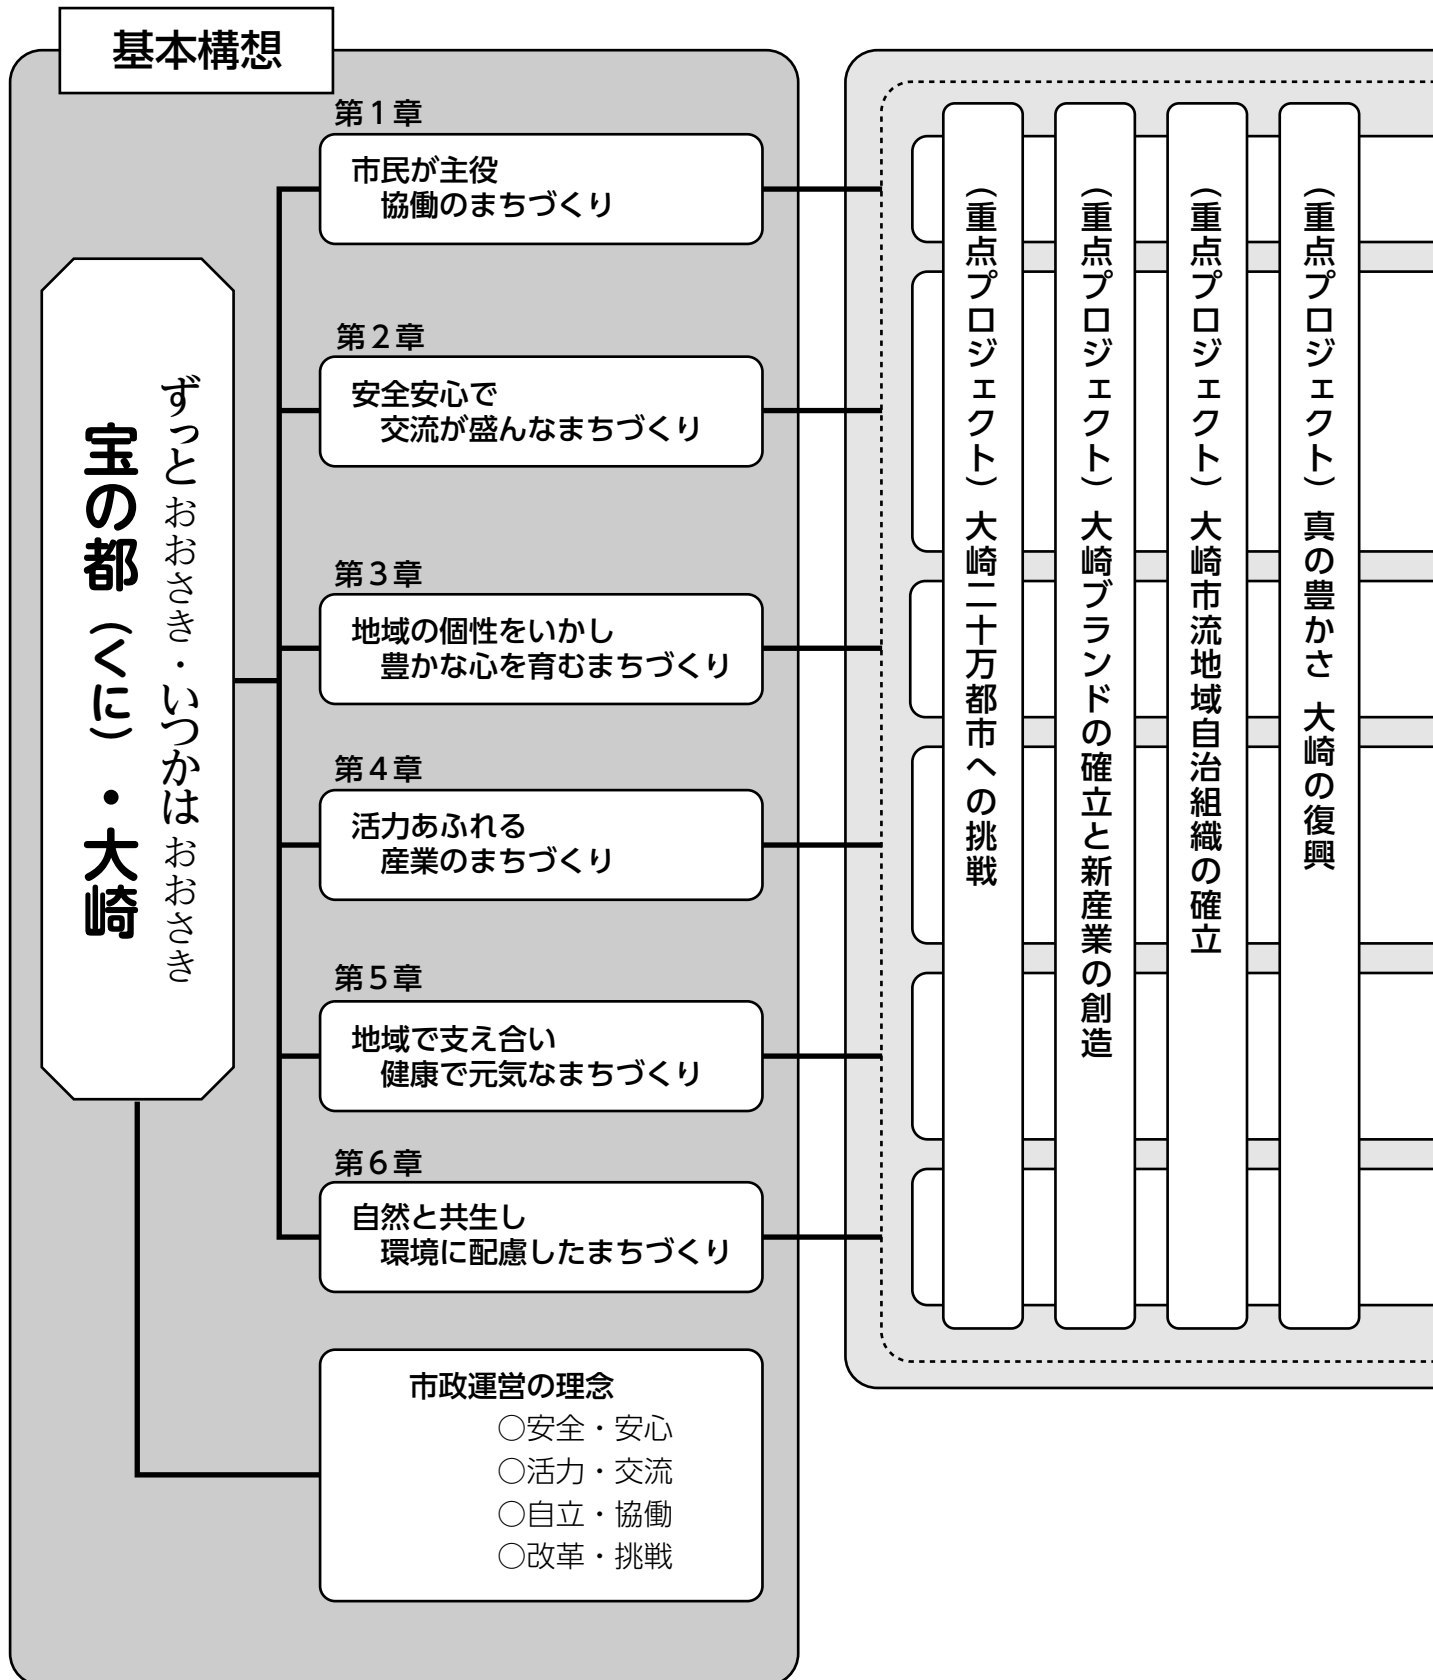 基本構想
ずっとおおさき・いつかはおおさき
宝の都（くに）・大崎
第１章
市民が主役
協働のまちづくり
第２章
安全安心で
交流が盛んなまちづくり
第３章
地域の個性をいかし
豊かな心を育むまちづくり
第４章
活力あふれる
産業のまちづくり
第５章
地域で支え合い
健康で元気なまちづくり
第６章
自然と共生し
環境に配慮したまちづくり
市政運営の理念
○安全・安心
○活力・交流
○自立・協働
○改革・挑戦
（重点プロジェクト）大崎二十万都市への挑戦
（重点プロジェクト）大崎ブランドの確立と新産業の創造
（重点プロジェクト）大崎市流地域自治組織の確立
（重点プロジェクト）真の豊かさ 大崎の復興